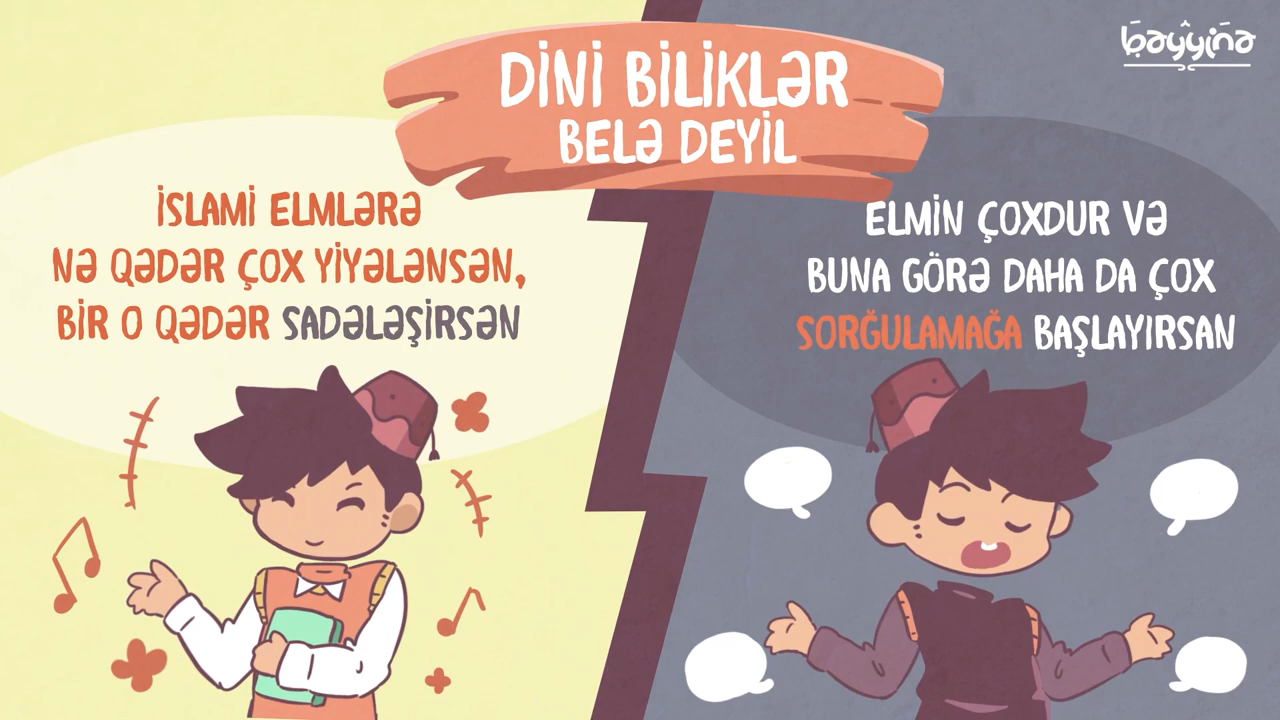 DİNİ BİLİKLƏR
BELƏ DEYİL
bəyyinə
İSLAMİ ELMLƏRƏ
NƏ QƏDƏR ÇOX YİYƏLƏNSƏN,
BİR O QƏDƏR SADƏLƏŞİRSƏN
ELMİN ÇOXDUR VƏ
BUNA GÖRƏ DAHA DA ÇOX
SORĞULAMAĞA BAŞLAYIRSAN